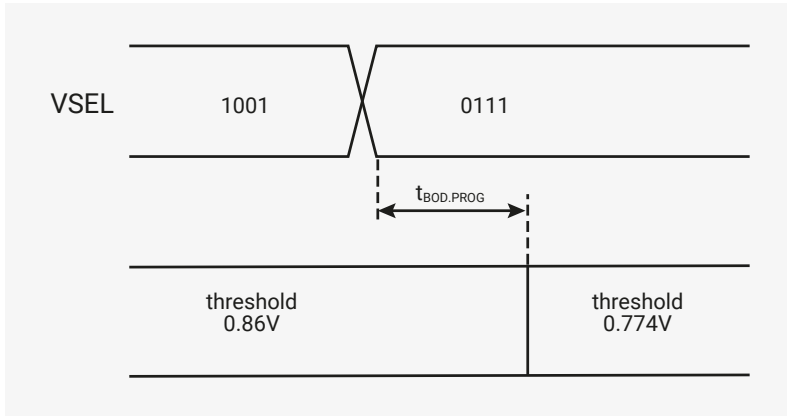 VSEL 1001 0111
tBOD.PROG
threshold threshold
0.86V 0.774V